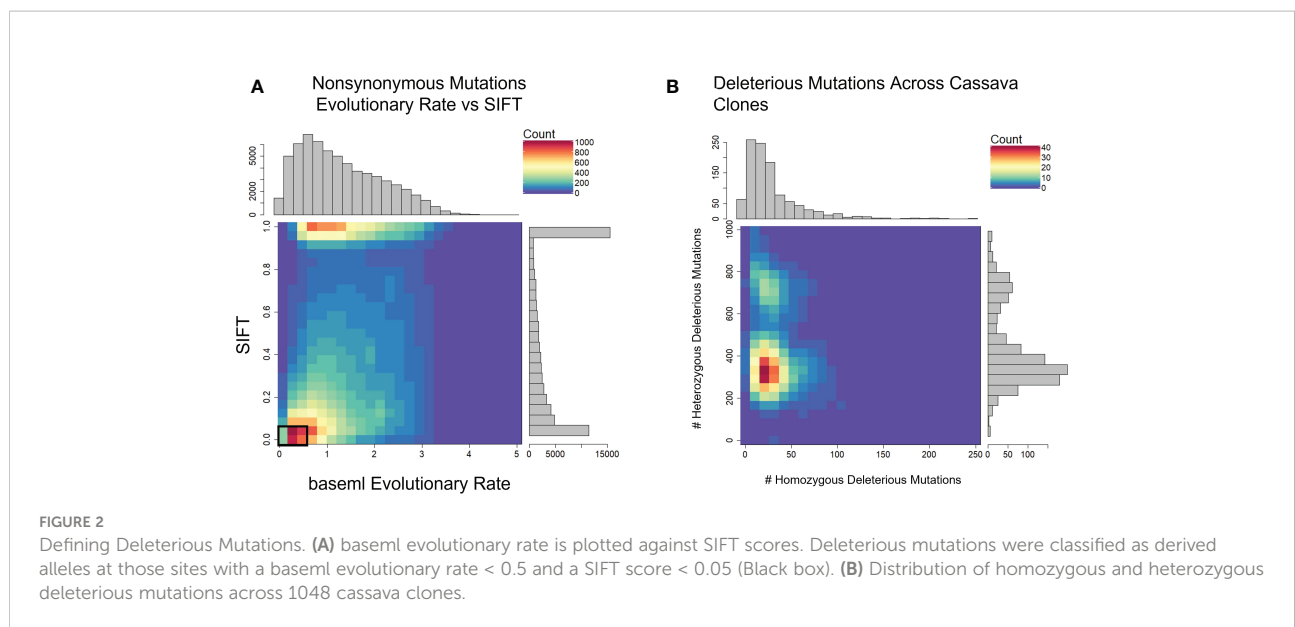 A
Nonsynonymous Mutations
Evolutionary Rate vs SIFT
Count
1000
800
600
400
200
0
5000
2000
0
SIFT
1.0
0.8
0.6
0.4
0.2
0.0
0 1 2 3 4 5
0 5000 15000
baseml Evolutionary Rate
B
Deleterious Mutations Across Cassava
Clones
Count
40
30
20
10
0
250
150
50
0
# Heterozygous Deleterious Mutations
1000
800
600
400
200
0
0 50 100 150 200 250
0 50 100
# Homozygous Deleterious Mutations
FIGURE 2
Defining Deleterious Mutations. (A) baseml evolutionary rate is plotted against SIFT scores. Deleterious mutations were classified as derived
alleles at those sites with a baseml evolutionary rate < 0.5 and a SIFT score < 0.05 (Black box). (B) Distribution of homozygous and heterozygous
deleterious mutations across 1048 cassava clones.